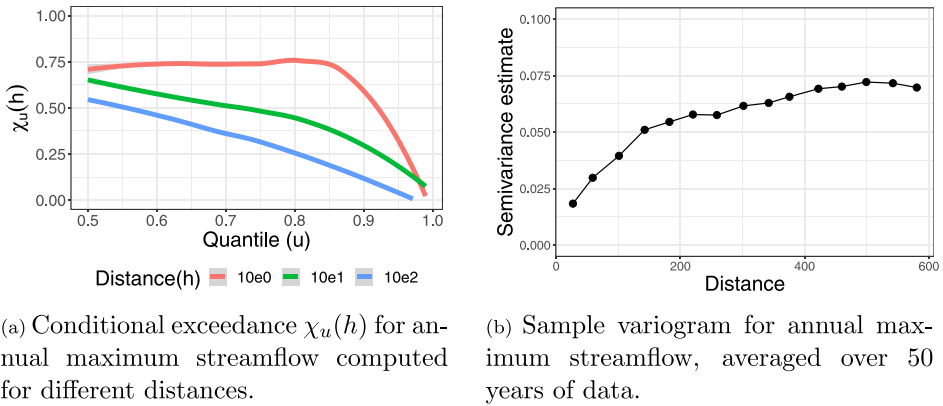 1.00
0.75
0.50
0.25
0.00
χu(h)
0.5 0.6 0.7 0.8 0.9 1.0
Quantile (u)
Distance(h) 10e0 10e1 10e2
(a) Conditional exceedance χu(h) for an-
nual maximum streamflow computed
for different distances.
0.100
0.075
0.050
0.025
0.000
Semivariance estimate
0 200 400 600
Distance
(b) Sample variogram for annual max-
imum streamflow, averaged over 50
years of data.